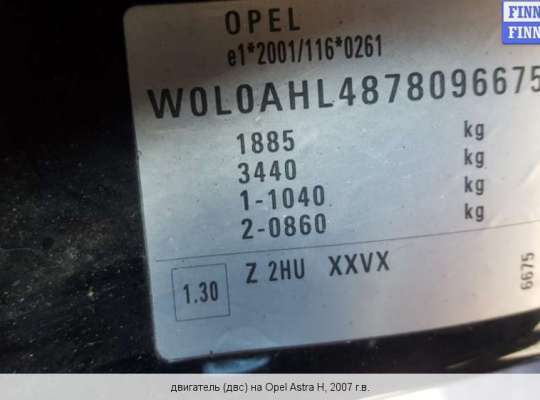 OPEL
FINN
FINN
e1*2001/116*0261
W0L0AHL4878096675
1885 kg
3440 kg
1-1040 kg
2-0860 kg
1.30
Z 2HU XXVX
6675
двигатель (двс) на Opel Astra H, 2007 г.в.